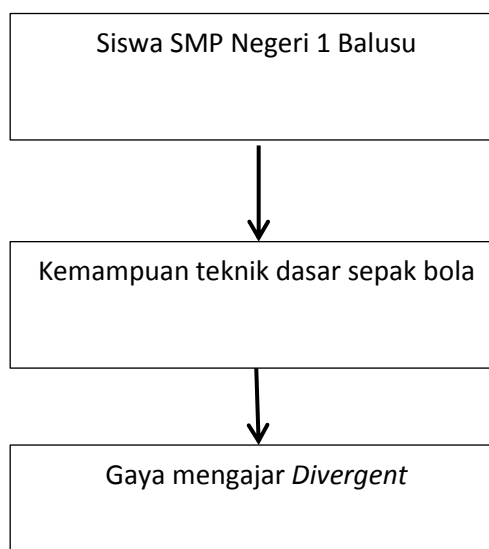 Siswa SMP Negeri 1 Balusu
Kemampuan teknik dasar sepak bola
Gaya mengajar Divergent